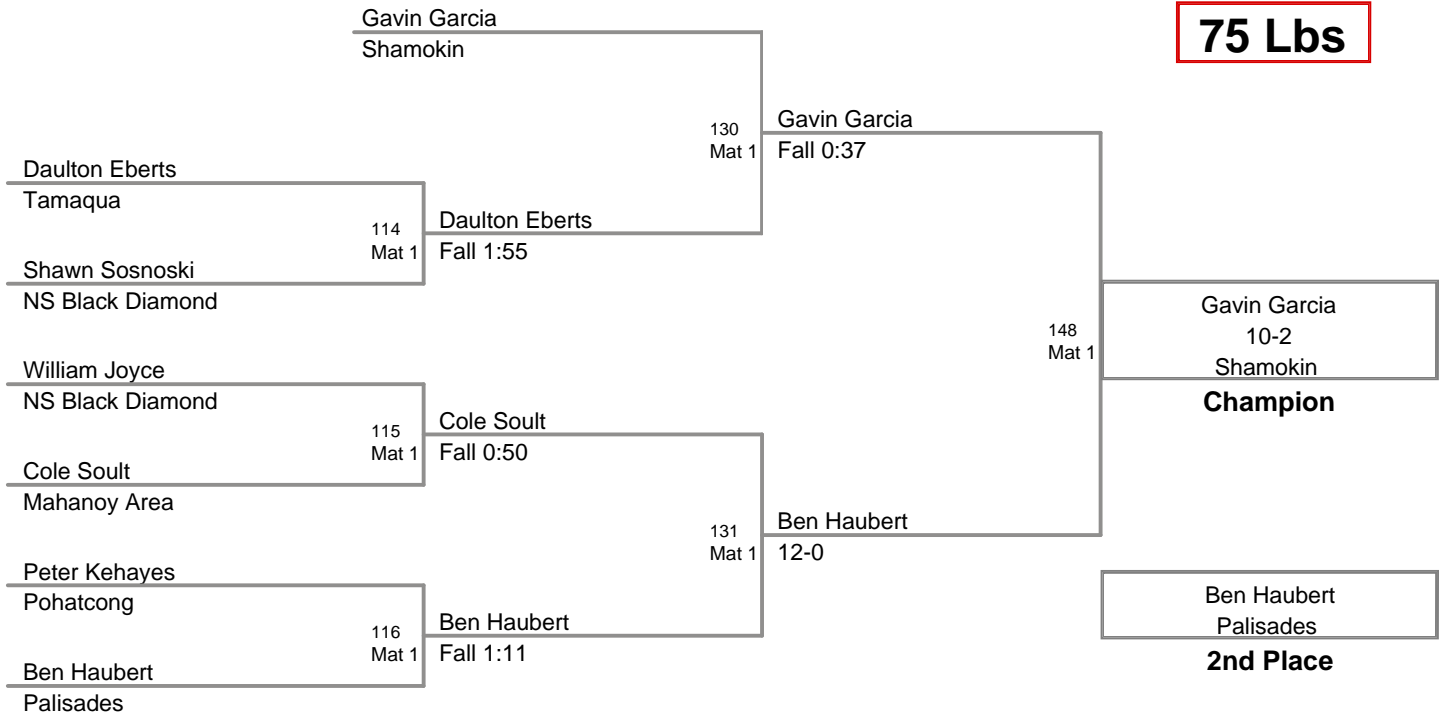 Gavin Garcia
Shamokin
75 Lbs
130
Mat 1
Gavin Garcia
Fall 0:37
Daulton Eberts
Tamaqua
114
Mat 1
Daulton Eberts
Fall 1:55
Shawn Sosnoski
NS Black Diamond
Gavin Garcia
10-2
Shamokin
Champion
148
Mat 1
William Joyce
NS Black Diamond
115
Mat 1
Cole Soult
Fall 0:50
Cole Soult
Mahanoy Area
131
Mat 1
Ben Haubert
12-0
Peter Kehayes
Pohatcong
116
Mat 1
Ben Haubert
Fall 1:11
Ben Haubert
Palisades
2nd Place
Ben Haubert
Palisades